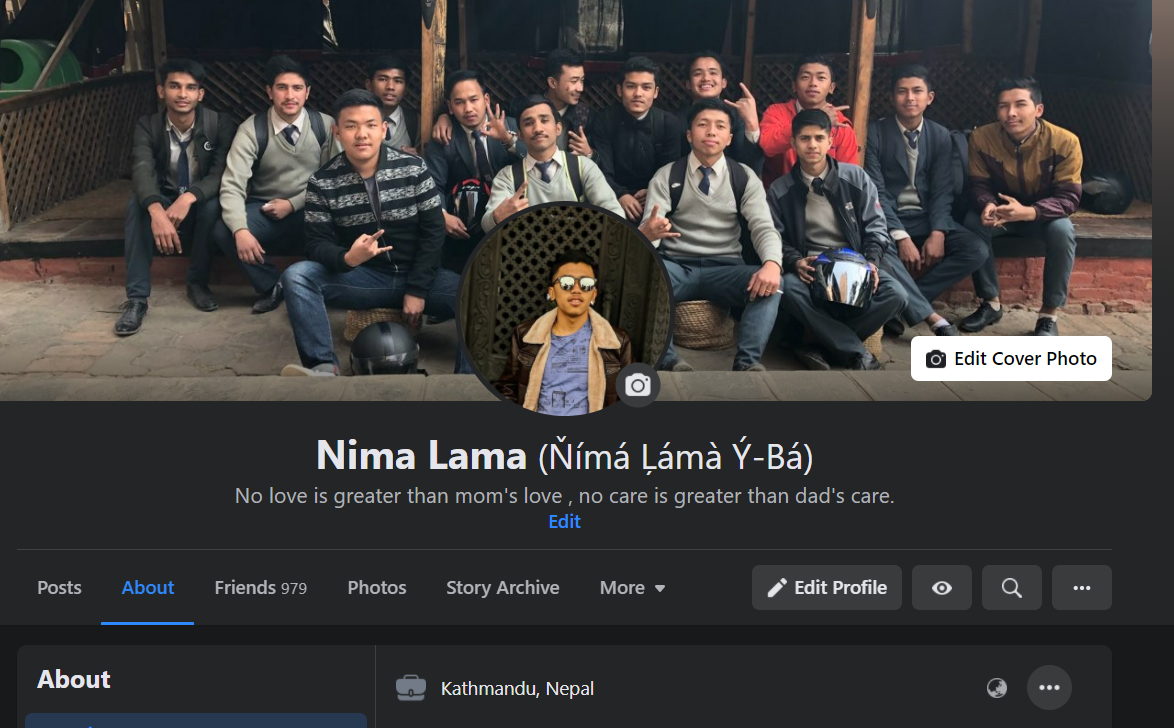 Edit Cover Photo
Nima Lama (Ňímá Ļámà Ý-Bá)
No love is greater than mom's love , no care is greater than dad's care.
Edit
Posts About Friends 979 Photos Story Archive More Edit Profile
About
Kathmandu, Nepal